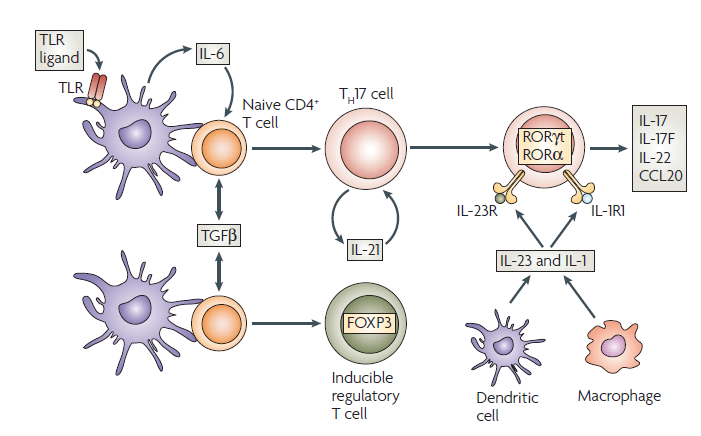 TLR
ligand
IL-6
TLR
Naive CD4⁺
T cell
T_H17 cell
RORγt
RORα
IL-17
IL-17F
IL-22
CCL20
IL-23R
IL-1R1
TGFβ
IL-21
IL-23 and IL-1
FOXP3
Inducible
regulatory
T cell
Dendritic
cell
Macrophage